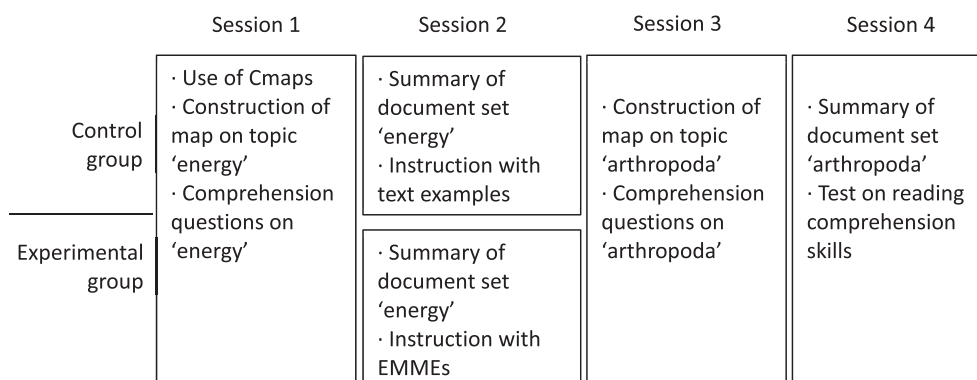 Session 1
Session 2
Session 3
Session 4
Control
group
Experimental
group
· Use of Cmaps
· Construction of
map on topic
‘energy’
· Comprehension
questions on
‘energy’
· Summary of
document set
‘energy’
· Instruction with
text examples
· Summary of
document set
‘energy’
· Instruction with
EMMEs
· Construction of
map on topic
‘arthropoda’
· Comprehension
questions on
‘arthropoda’
· Summary of
document set
‘arthropoda’
· Test on reading
comprehension
skills